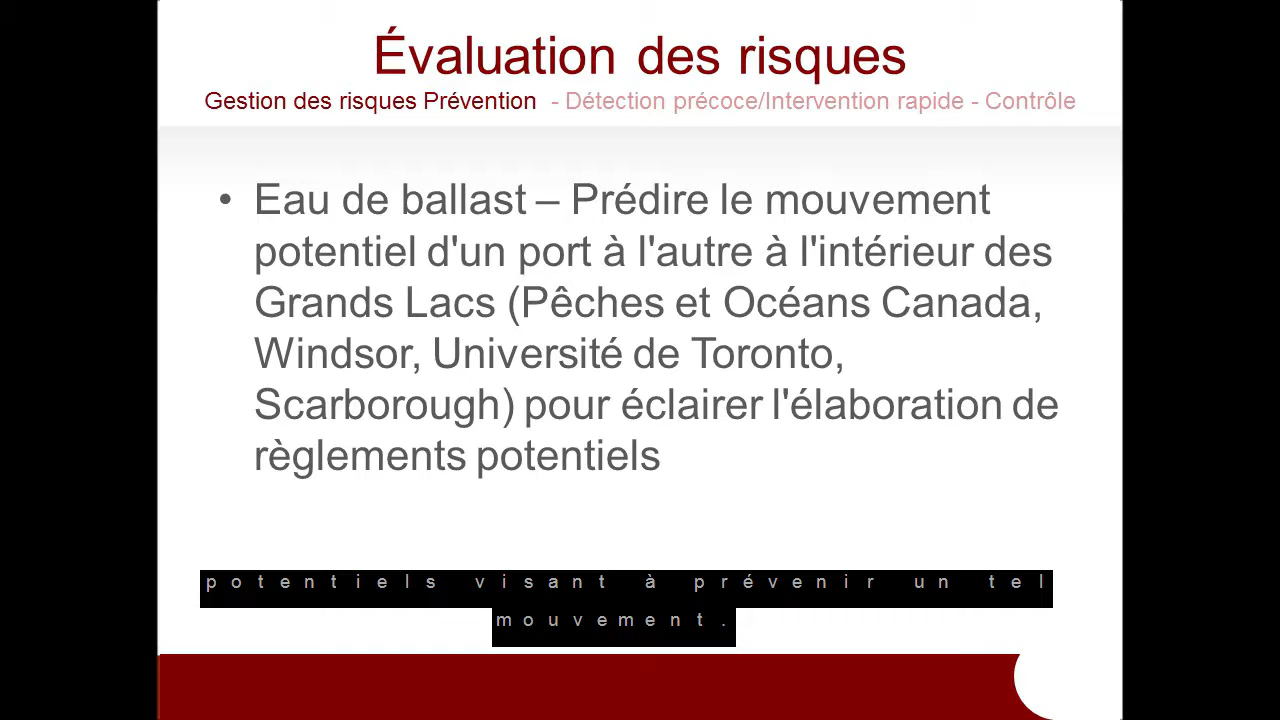 Évaluation des risques
Gestion des risques Prévention - Détection précoce/Intervention rapide - Contrôle
• Eau de ballast – Prédire le mouvement
potentiel d'un port à l'autre à l'intérieur des
Grands Lacs (Pêches et Océans Canada,
Windsor, Université de Toronto,
Scarborough) pour éclairer l'élaboration de
règlements potentiels
potentiels visant à prévenir un tel
mouvement.